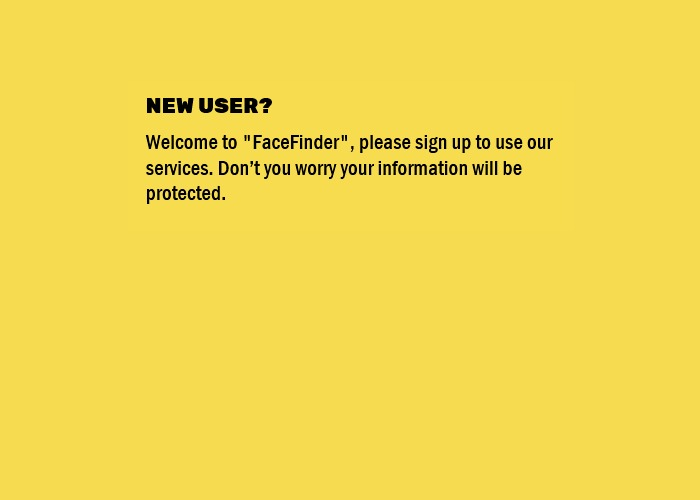 NEW USER?
Welcome to "FaceFinder", please sign up to use our
services. Don’t you worry your information will be
protected.